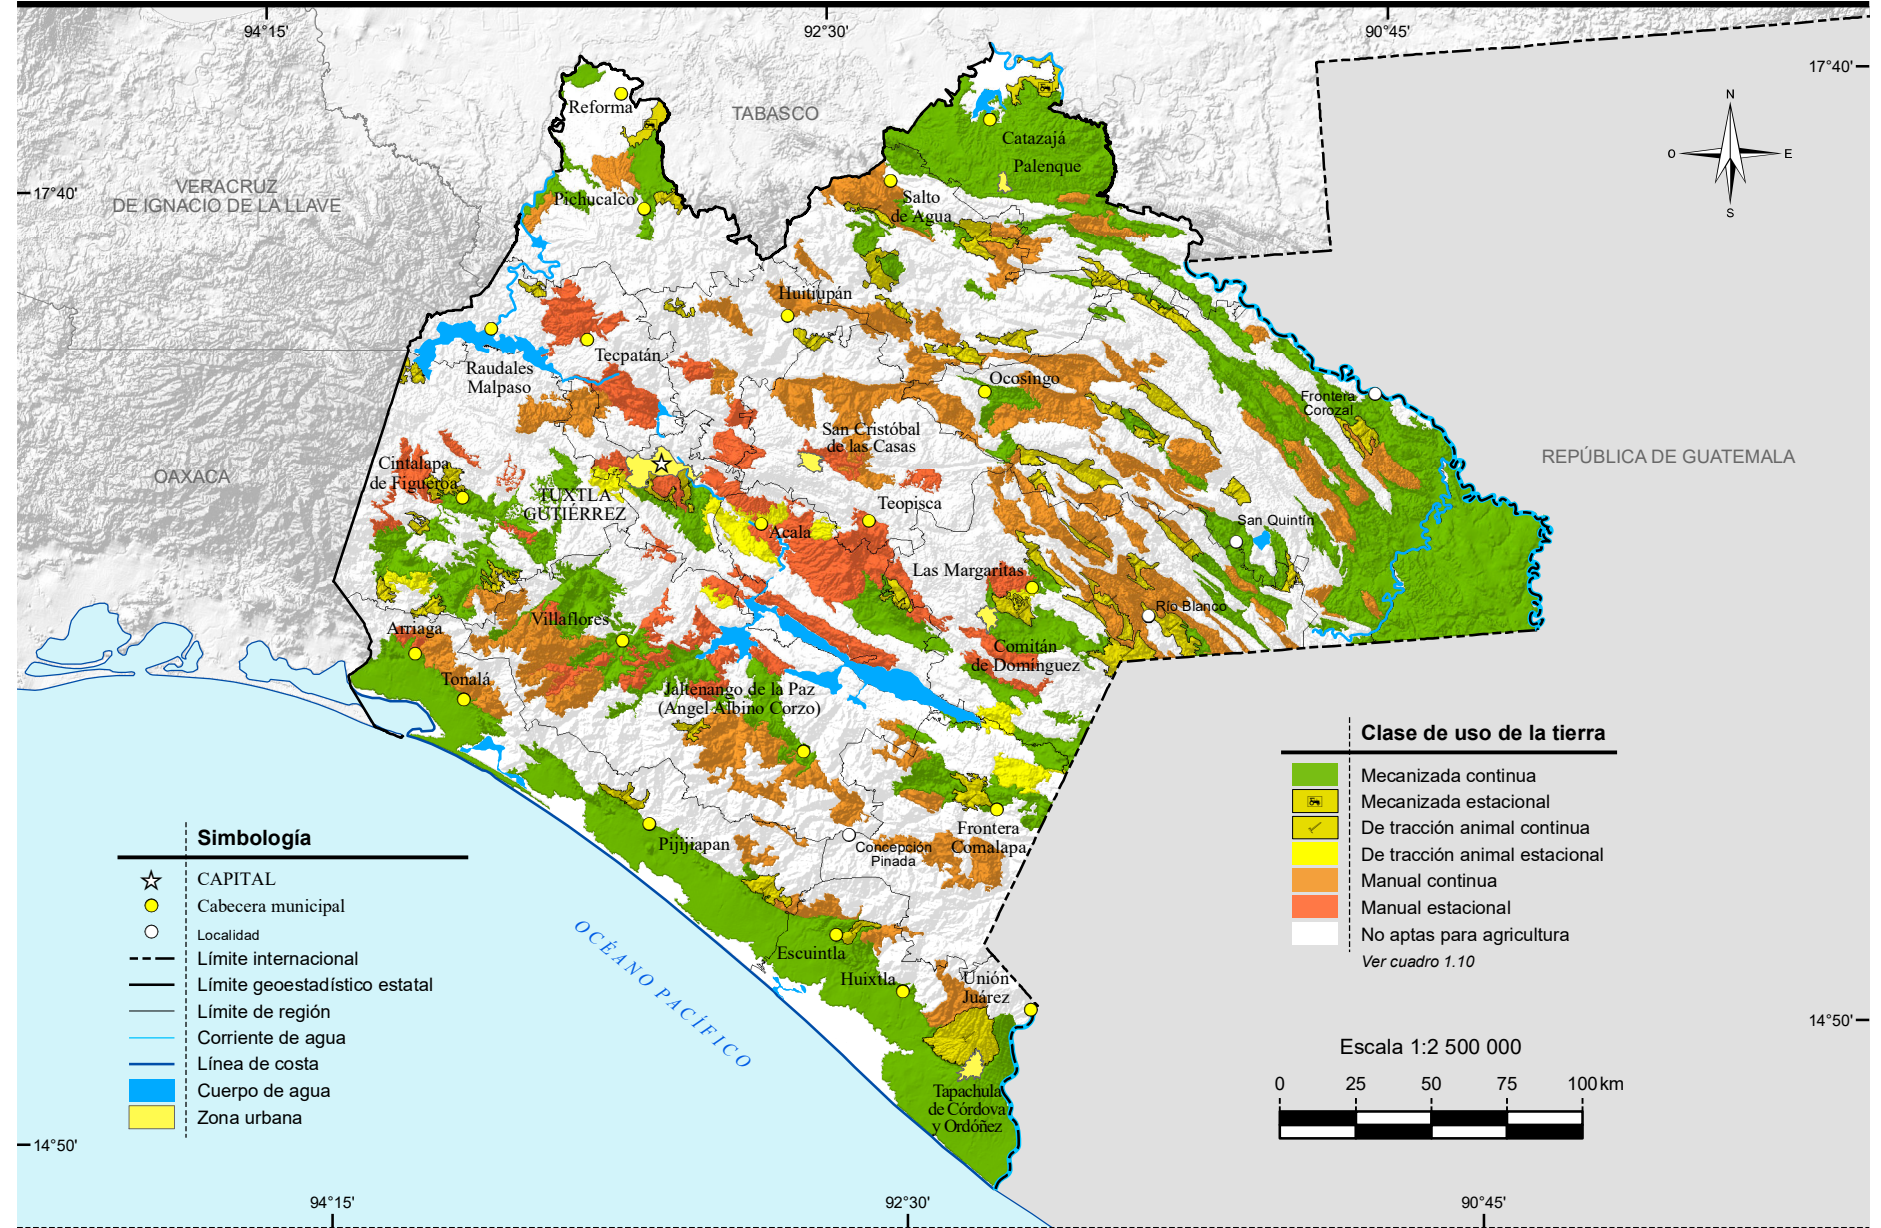 94°15'
92°30'
90°45'
17°40'
17°40'
TABASCO
VERACRUZ
DE IGNACIO DE LA LLAVE
OAXACA
REPÚBLICA DE GUATEMALA
N
O
E
S
Reforma
Pichucalco
Catazajá
Palenque
Salto
de Agua
Huitiupán
Tecpatán
Raudales
Malpaso
Ocosingo
Frontera
Corozal
San Cristóbal
de las Casas
Cintalapa
de Figueroa
TUXTLA
GUTIÉRREZ
Teopisca
Acala
San Quintín
Las Margaritas
Río Blanco
Villaflores
Arriaga
Comitán
de Domínguez
Tonalá
Jaltenango de la Paz
(Angel Albino Corzo)
Frontera
Comalapa
Concepción
Pinada
Pijijiapan
Escuintla
Huixtla
Unión
Juárez
Tapachula
de Córdova
y Ordóñez
OCÉANO PACÍFICO
Simbología
CAPITAL
Cabecera municipal
Localidad
Límite internacional
Límite geoestadístico estatal
Límite de región
Corriente de agua
Línea de costa
Cuerpo de agua
Zona urbana
Clase de uso de la tierra
Mecanizada continua
Mecanizada estacional
De tracción animal continua
De tracción animal estacional
Manual continua
Manual estacional
No aptas para agricultura
Ver cuadro 1.10
Escala 1:2 500 000
0 25 50 75 100 km
14°50'
14°50'
94°15'
92°30'
90°45'